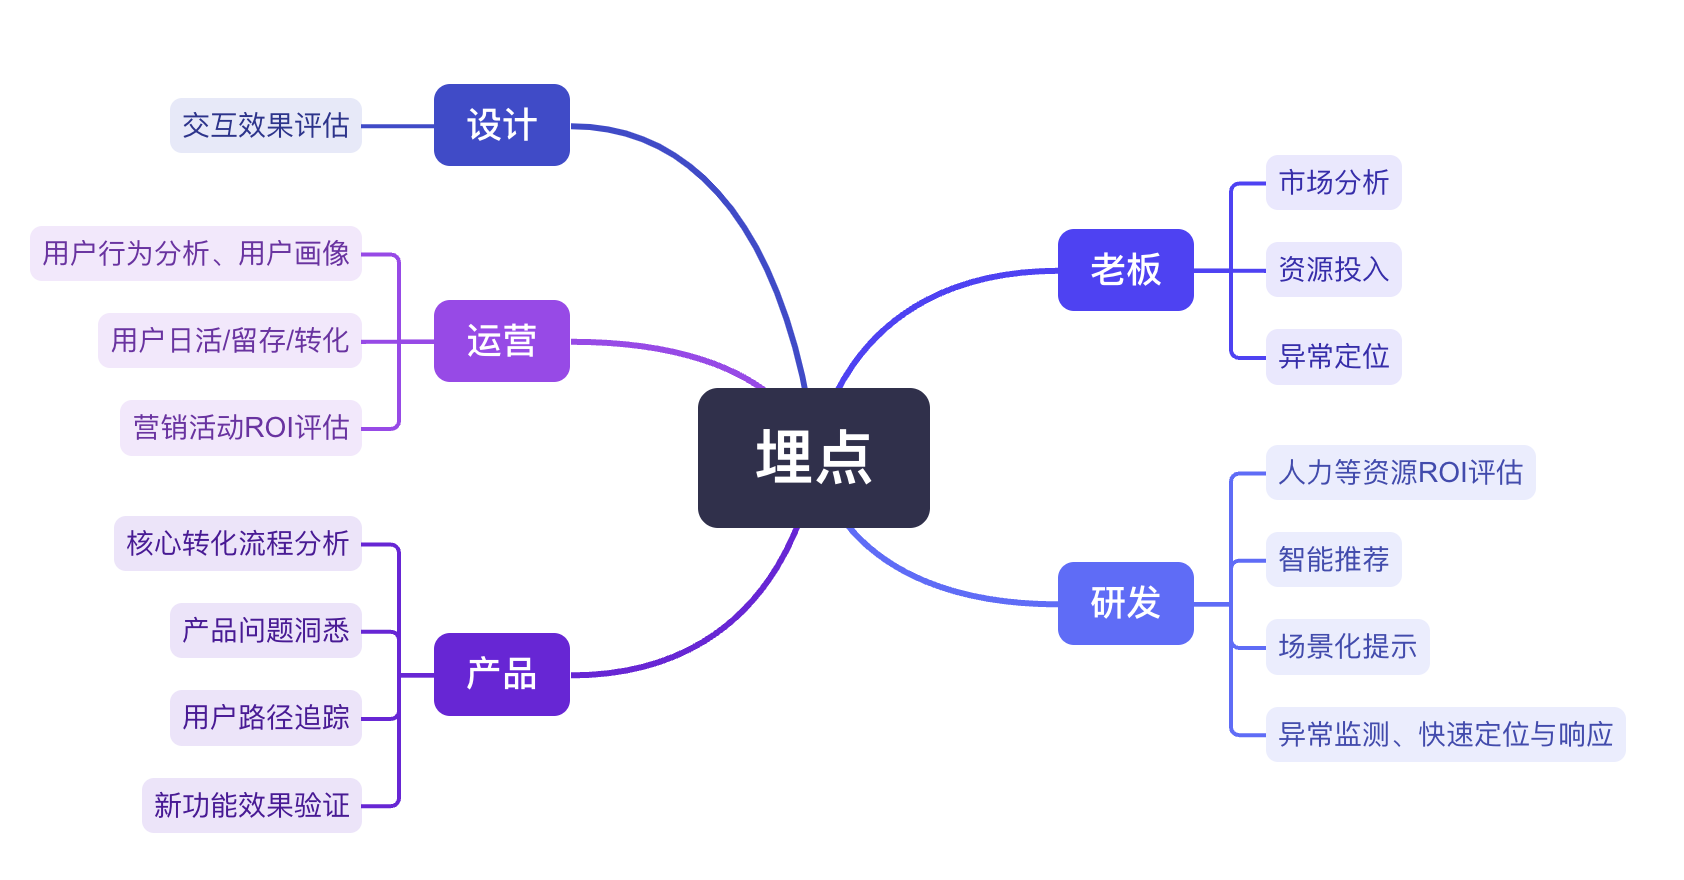 埋点
设计
交互效果评估
运营
用户行为分析、用户画像
用户日活/留存/转化
营销活动ROI评估
产品
核心转化流程分析
产品问题洞悉
用户路径追踪
新功能效果验证
老板
市场分析
资源投入
异常定位
研发
人力等资源ROI评估
智能推荐
场景化提示
异常监测、快速定位与响应